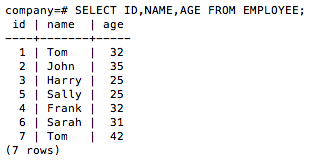 company=# SELECT ID,NAME,AGE FROM EMPLOYEE;
 id | name  | age
----+-------+-----
  1 | Tom   | 32
  2 | John  | 35
  3 | Harry | 25
  5 | Sally | 25
  4 | Frank | 32
  6 | Sarah | 31
  7 | Tom   | 42
(7 rows)